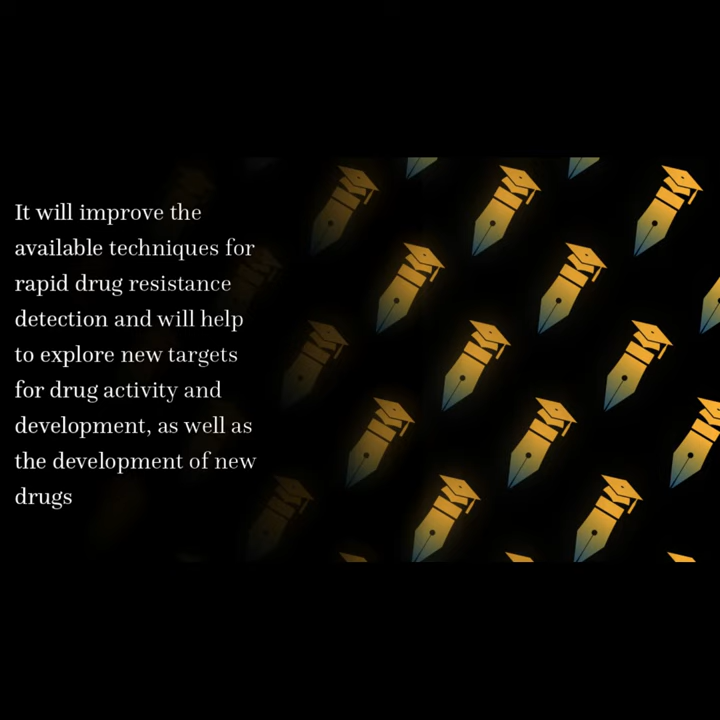 It will improve the
available techniques for
rapid drug resistance
detection and will help
to explore new targets
for drug activity and
development, as well as
the development of new
drugs